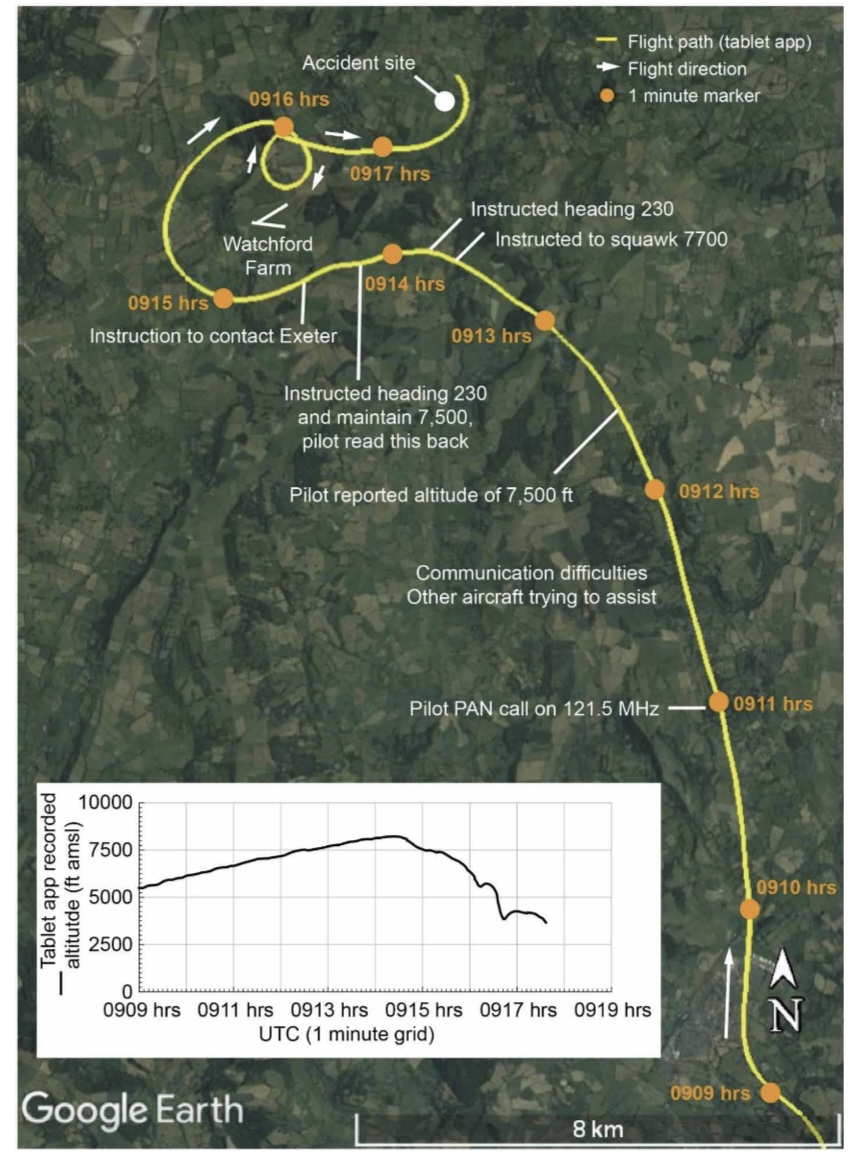 Flight path (tablet app)
Flight direction
1 minute marker
Accident site
0916 hrs
0917 hrs
Instructed heading 230
Instructed to squawk 7700
Watchford
Farm
0914 hrs
0915 hrs
0913 hrs
Instruction to contact Exeter
Instructed heading 230
and maintain 7,500,
pilot read this back
Pilot reported altitude of 7,500 ft
0912 hrs
Communication difficulties
Other aircraft trying to assist
Pilot PAN call on 121.5 MHz
0911 hrs
Tablet app recorded
altitutde (ft amsl)
10000
7500
5000
2500
0
0909 hrs 0911 hrs 0913 hrs 0915 hrs 0917 hrs 0919 hrs
UTC (1 minute grid)
0910 hrs
N
0909 hrs
Google Earth
8 km